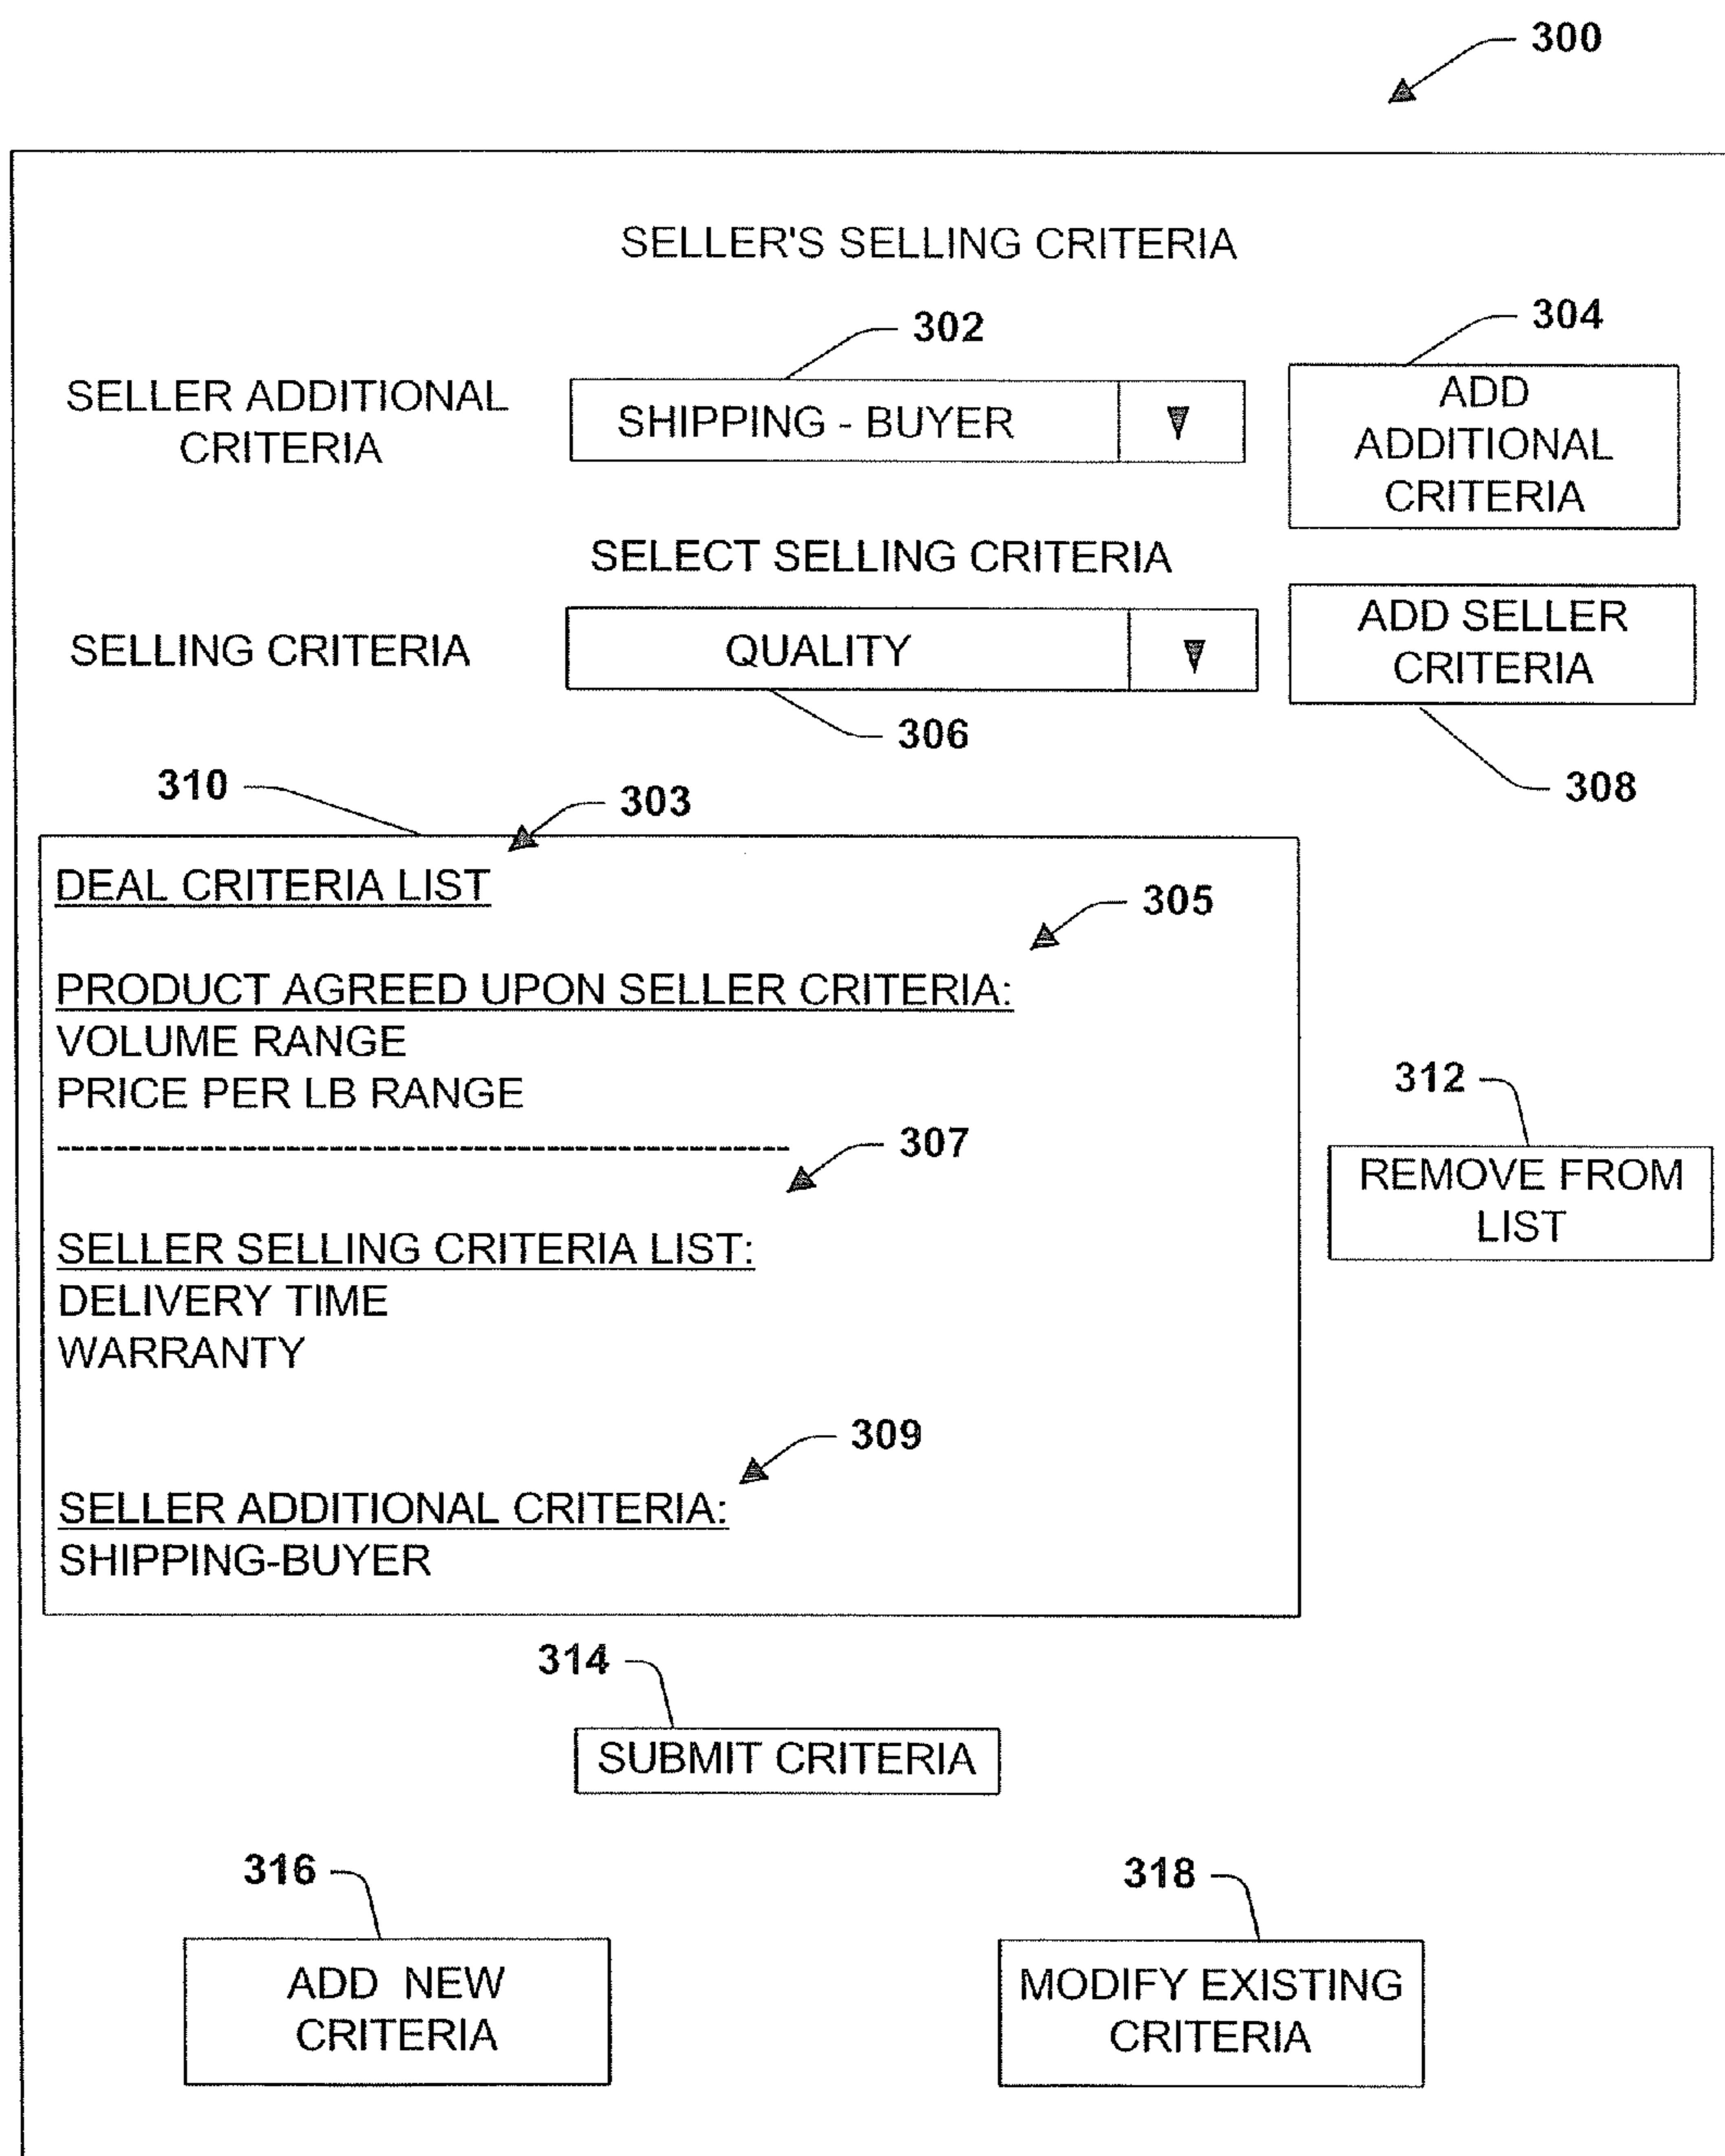 300
SELLER'S SELLING CRITERIA
302
304
SELLER ADDITIONAL
CRITERIA
SHIPPING - BUYER
ADD
ADDITIONAL
CRITERIA
SELECT SELLING CRITERIA
SELLING CRITERIA
QUALITY
ADD SELLER
CRITERIA
306
308
310
303
DEAL CRITERIA LIST
305
PRODUCT AGREED UPON SELLER CRITERIA:
VOLUME RANGE
PRICE PER LB RANGE
307
312
REMOVE FROM
LIST
SELLER SELLING CRITERIA LIST:
DELIVERY TIME
WARRANTY
309
SELLER ADDITIONAL CRITERIA:
SHIPPING-BUYER
314
SUBMIT CRITERIA
316
318
ADD NEW
CRITERIA
MODIFY EXISTING
CRITERIA